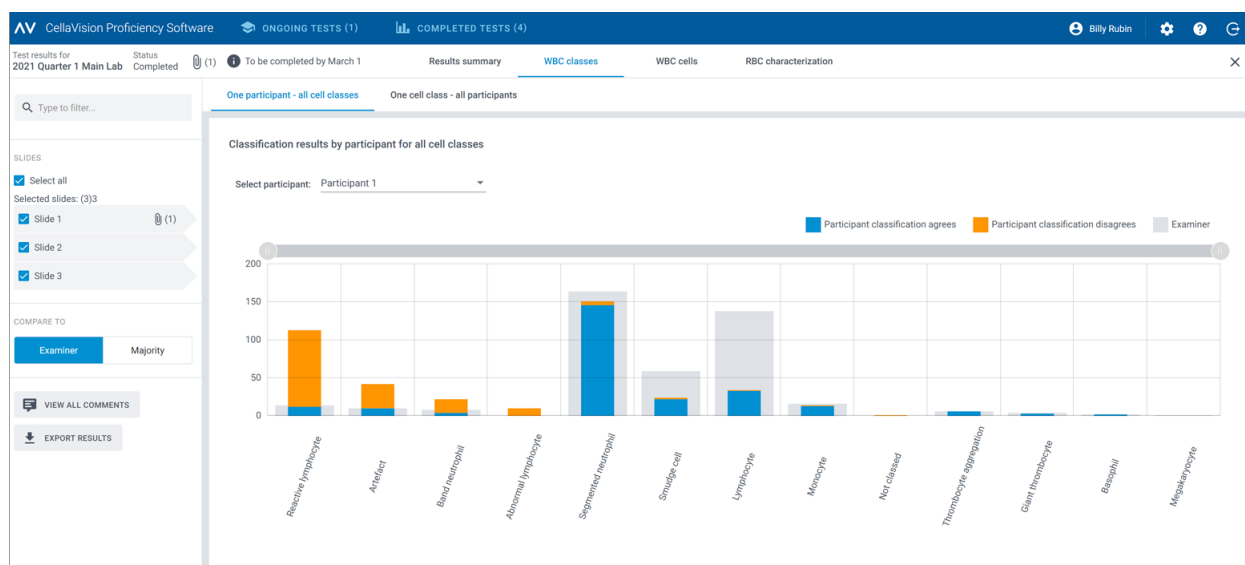 CellaVision Proficiency Software
ONGOING TESTS (1)
COMPLETED TESTS (4)
Billy Rubin
Test results for
2021 Quarter 1 Main Lab
Status
Completed
(1)
To be completed by March 1
Results summary
WBC classes
WBC cells
RBC characterization
Type to filter...
One participant - all cell classes
One cell class - all participants
SLIDES
Select all
Selected slides: (3)3
Slide 1
(1)
Slide 2
Slide 3
COMPARE TO
Examiner
Majority
VIEW ALL COMMENTS
EXPORT RESULTS
Classification results by participant for all cell classes
Select participant:
Participant 1
Participant classification agrees
Participant classification disagrees
Examiner
200
150
100
50
0
Reactive lymphocyte
Artefact
Band neutrophil
Abnormal lymphocyte
Segmented neutrophil
Smudge cell
Lymphocyte
Monocyte
Not classed
Thrombocyte aggregation
Giant thrombocyte
Basophil
Megakaryocyte